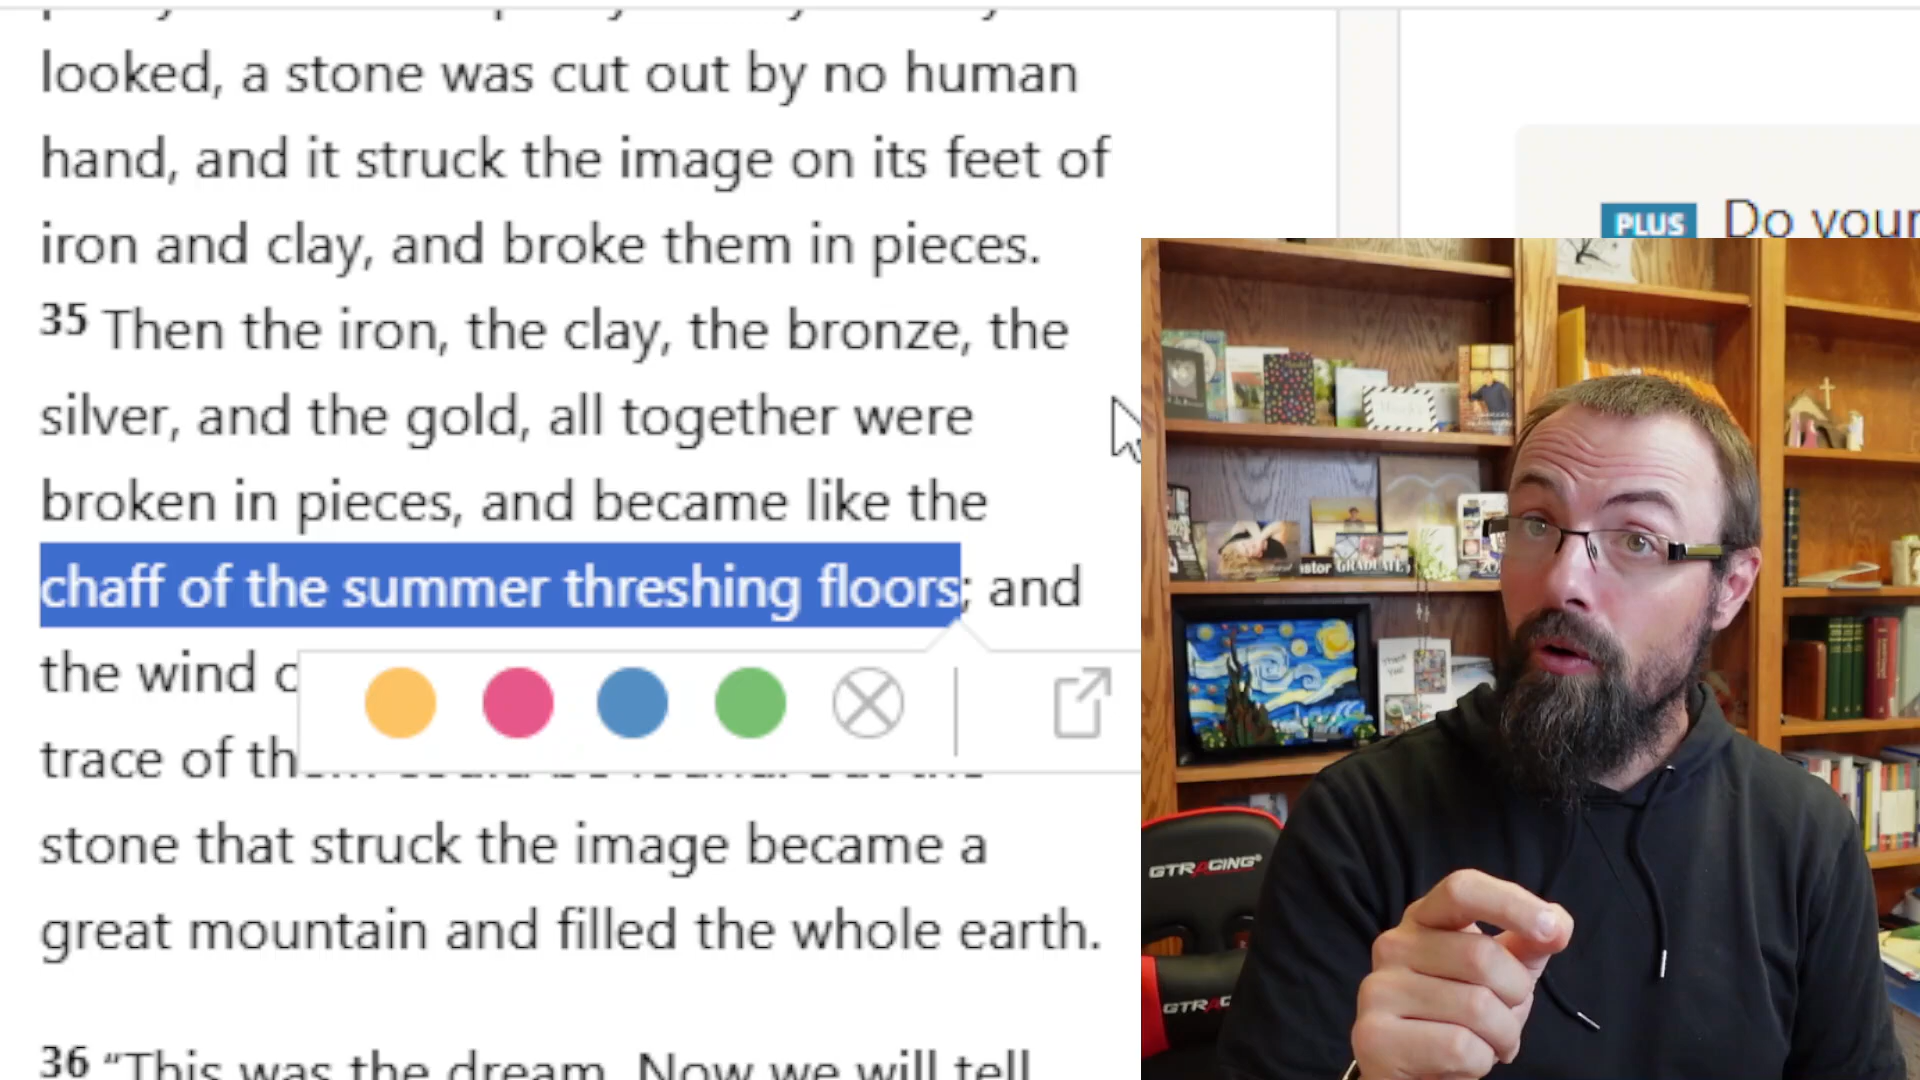 looked, a stone was cut out by no human
hand, and it struck the image on its feet of
iron and clay, and broke them in pieces.
35 Then the iron, the clay, the bronze, the
silver, and the gold, all together were
broken in pieces, and became like the
chaff of the summer threshing floors; and
the wind
trace of
stone that struck the image became a
great mountain and filled the whole earth.
36 “This was the dream. Now we will tell
PLUS Do your
GRADUATE
GTRACING